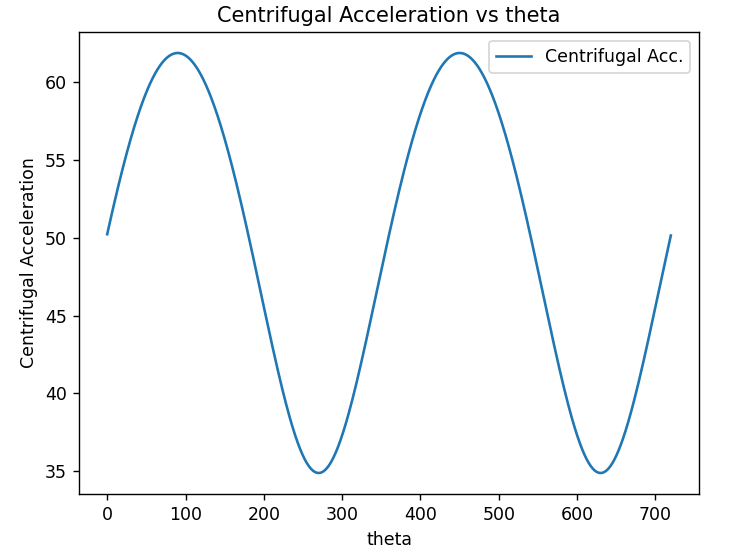 Centrifugal Acceleration vs theta
Centrifugal Acc.
Centrifugal Acceleration
60
55
50
45
40
35
0 100 200 300 400 500 600 700
theta